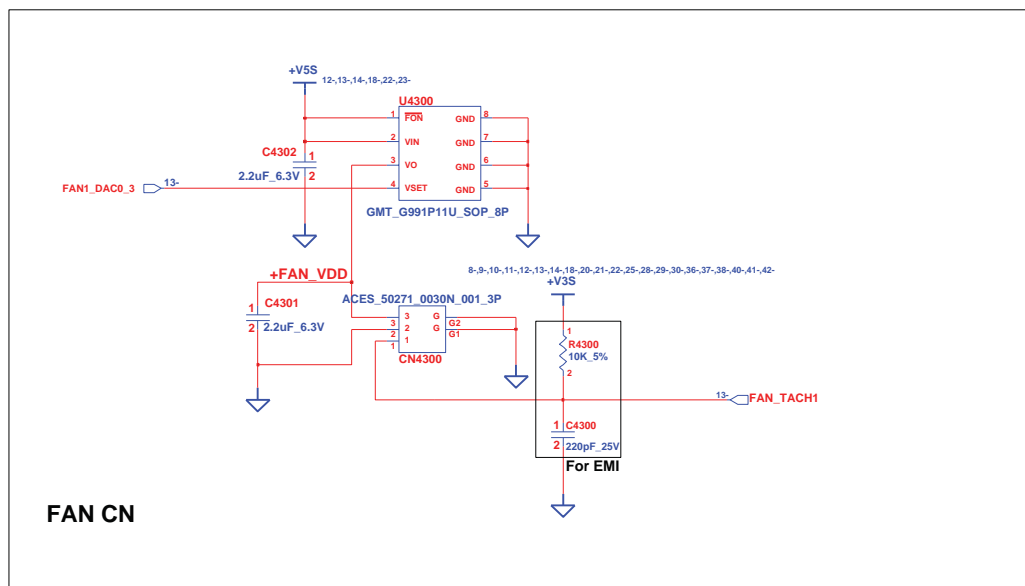 +V5S
12-,13-,14-,18-,22-,23-
U4300
1 FON GND 8
2 VIN GND 7
3 VO GND 6
4 VSET GND 5
GMT_G991P11U_SOP_8P
C4302
1
2
2.2uF_6.3V
FAN1_DAC0_3 13-
+FAN_VDD
C4301
1
2
2.2uF_6.3V
ACES_50271_0030N_001_3P
3 3 G G2
2 2 G G1
1 1
CN4300
8-,9-,10-,11-,12-,13-,14-,18-,20-,21-,22-,25-,28-,29-,30-,36-,37-,38-,40-,41-,42-
+V3S
1
R4300
10K_5%
2
13- FAN_TACH1
1 C4300
2 220pF_25V
For EMI
FAN CN